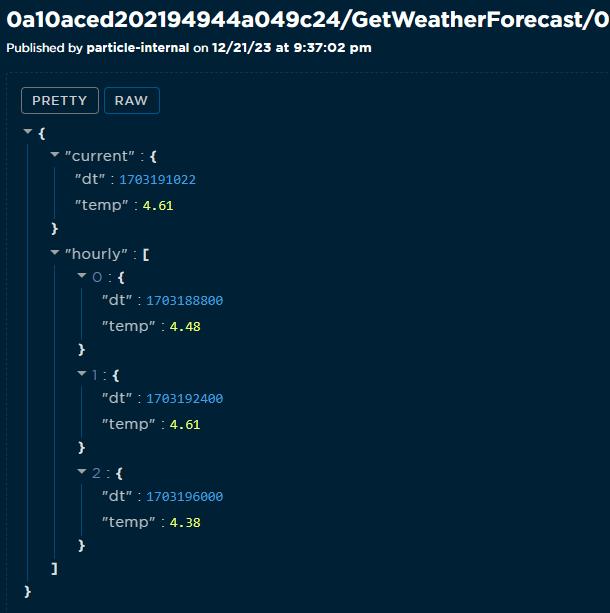 0a10aced202194944a049c24/GetWeatherForecast/0
Published by particle-internal on 12/21/23 at 9:37:02 pm
PRETTY RAW
{
"current" : {
"dt" : 1703191022
"temp" : 4.61
}
"hourly" : [
0 : {
"dt" : 1703188800
"temp" : 4.48
}
1 : {
"dt" : 1703192400
"temp" : 4.61
}
2 : {
"dt" : 1703196000
"temp" : 4.38
}
]
}